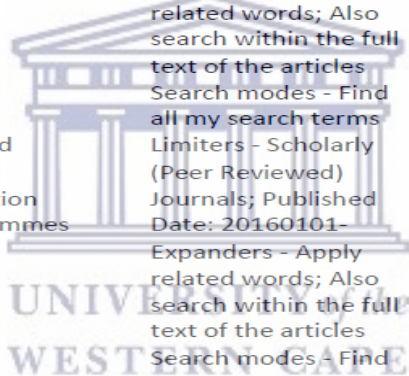 related words; Also
search within the full
text of the articles
Search modes - Find
all my search terms
d Limiters - Scholarly
(Peer Reviewed)
tion Journals; Published
mmes Date: 20160101-
Expanders - Apply
related words; Also
UNIVERSITY of the
search within the full
text of the articles
WESTERN CAPE
Search modes - Find